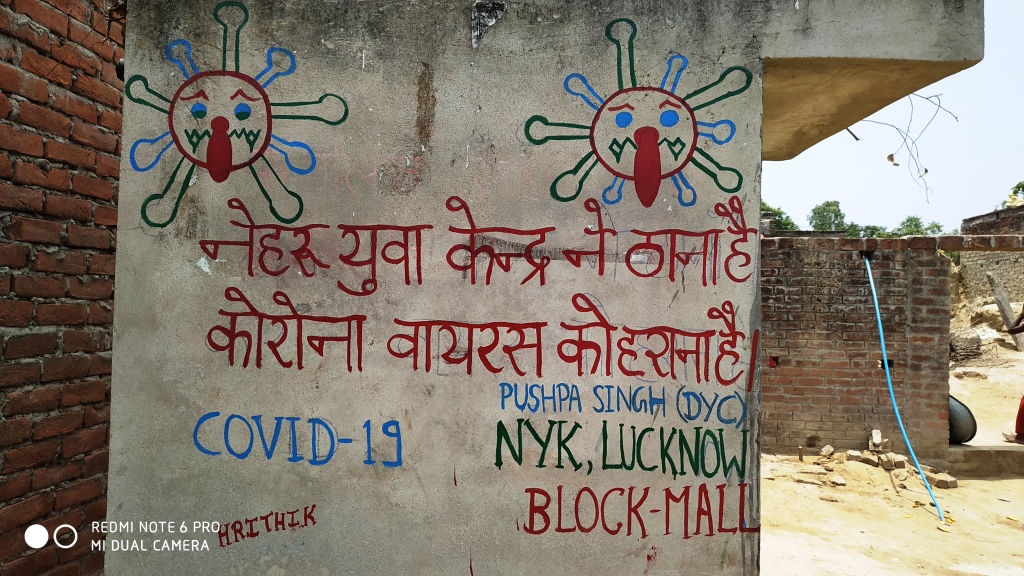 नेहरू युवा केन्द्र ने ठाना है
कोरोना वायरस को हराना है।
PUSHPA SINGH (DYC)
COVID-19
NYK, LUCKNOW
BLOCK-MALL
HRITHIK
REDMI NOTE 6 PRO
MI DUAL CAMERA